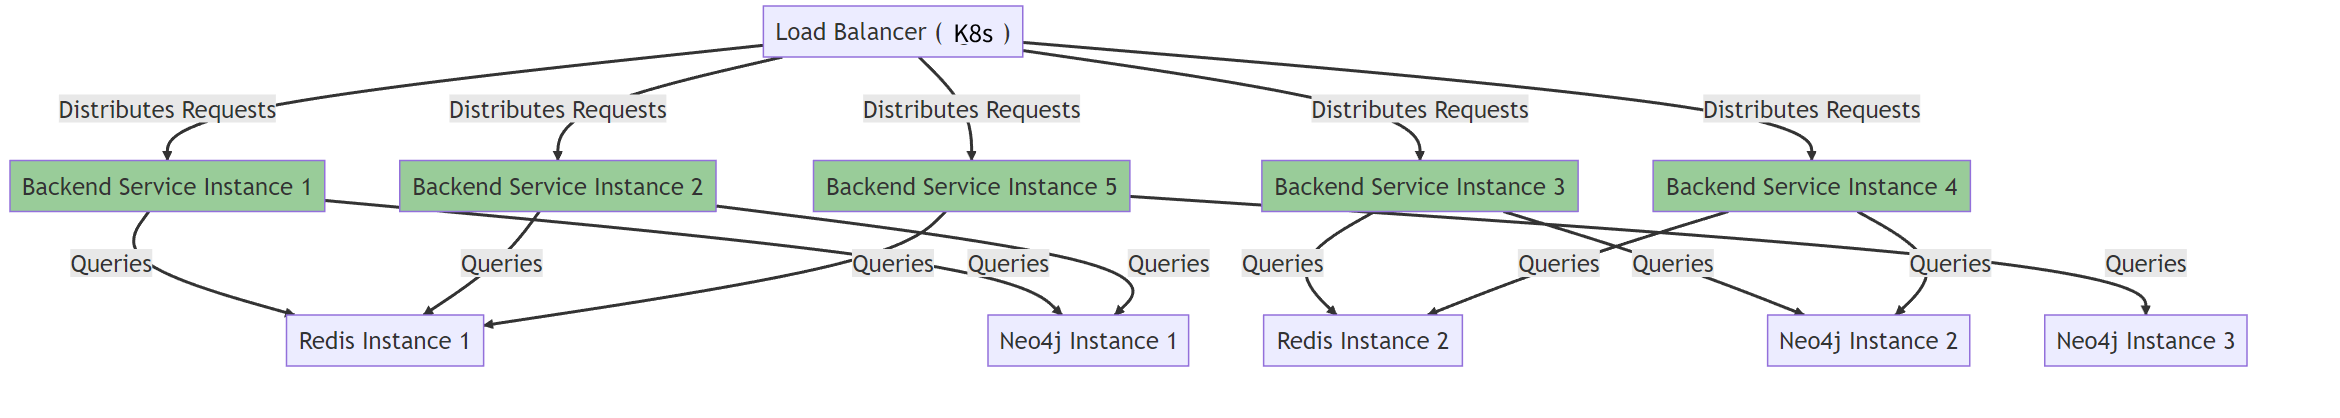 Load Balancer ( K8s )
Distributes Requests
Distributes Requests
Distributes Requests
Distributes Requests
Distributes Requests
Backend Service Instance 1
Backend Service Instance 2
Backend Service Instance 5
Backend Service Instance 3
Backend Service Instance 4
Queries
Queries
Queries
Queries
Queries
Queries
Queries
Queries
Queries
Queries
Redis Instance 1
Neo4j Instance 1
Redis Instance 2
Neo4j Instance 2
Neo4j Instance 3